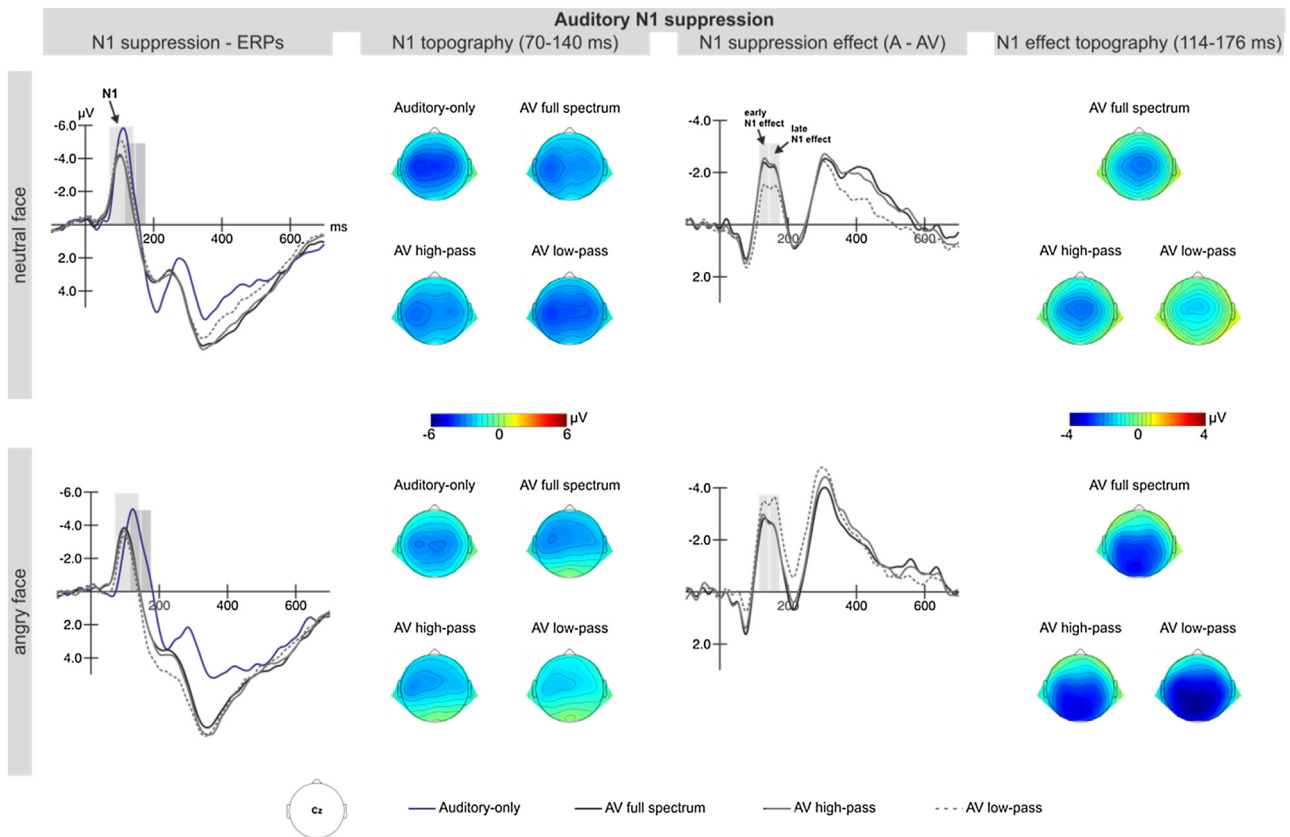 Auditory N1 suppression
N1 suppression - ERPs
N1 topography (70-140 ms)
N1 suppression effect (A - AV)
N1 effect topography (114-176 ms)
neutral face
N1
µV
-6.0
-4.0
-2.0
2.0
4.0
200
400
600
ms
Auditory-only
AV full spectrum
AV high-pass
AV low-pass
early
N1 effect
late
N1 effect
-4.0
-2.0
2.0
200
400
600
AV full spectrum
AV high-pass
AV low-pass
µV
-6
0
6
µV
-4
0
4
angry face
-6.0
-4.0
-2.0
2.0
4.0
200
400
600
Auditory-only
AV full spectrum
AV high-pass
AV low-pass
-4.0
-2.0
2.0
200
400
600
AV full spectrum
AV high-pass
AV low-pass
Cz
Auditory-only
AV full spectrum
AV high-pass
AV low-pass